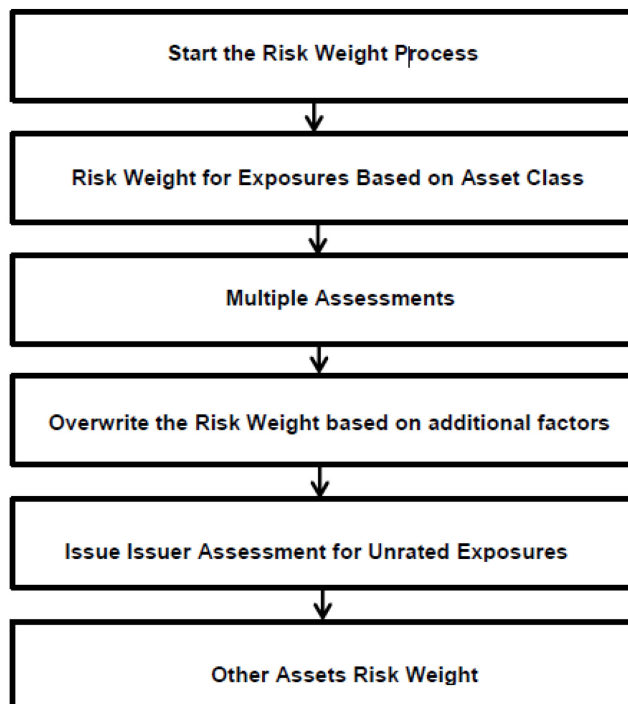 Start the Risk Weight Process
Risk Weight for Exposures Based on Asset Class
Multiple Assessments
Overwrite the Risk Weight based on additional factors
Issue Issuer Assessment for Unrated Exposures
Other Assets Risk Weight